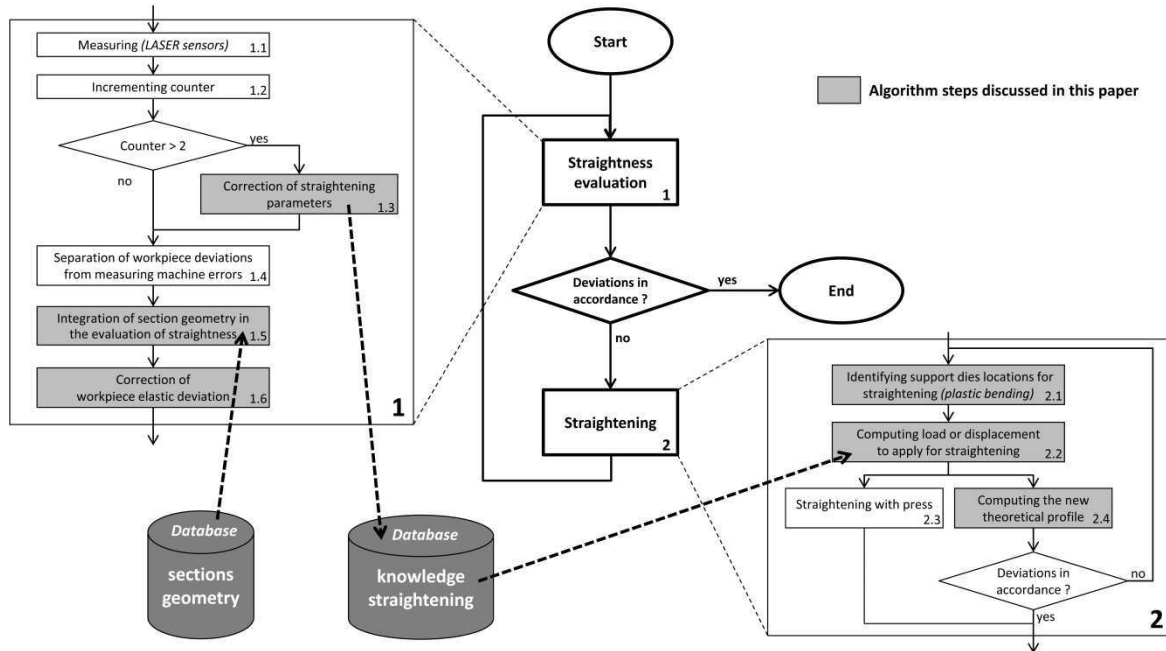 Measuring (LASER sensors)
1.1
Incrementing counter
1.2
Counter > 2
yes
no
Correction of straightening
parameters
1.3
Separation of workpiece deviations
from measuring machine errors
1.4
Integration of section geometry in
the evaluation of straightness
1.5
Correction of
workpiece elastic deviation
1.6
1
Database
sections
geometry
Database
knowledge
straightening
Start
Straightness
evaluation
1
Deviations in
accordance ?
yes
End
no
Straightening
2
Algorithm steps discussed in this paper
Identifying support dies locations for
straightening (plastic bending)
2.1
Computing load or displacement
to apply for straightening
2.2
Straightening with press
2.3
Computing the new
theoretical profile
2.4
Deviations in
accordance ?
no
yes
2